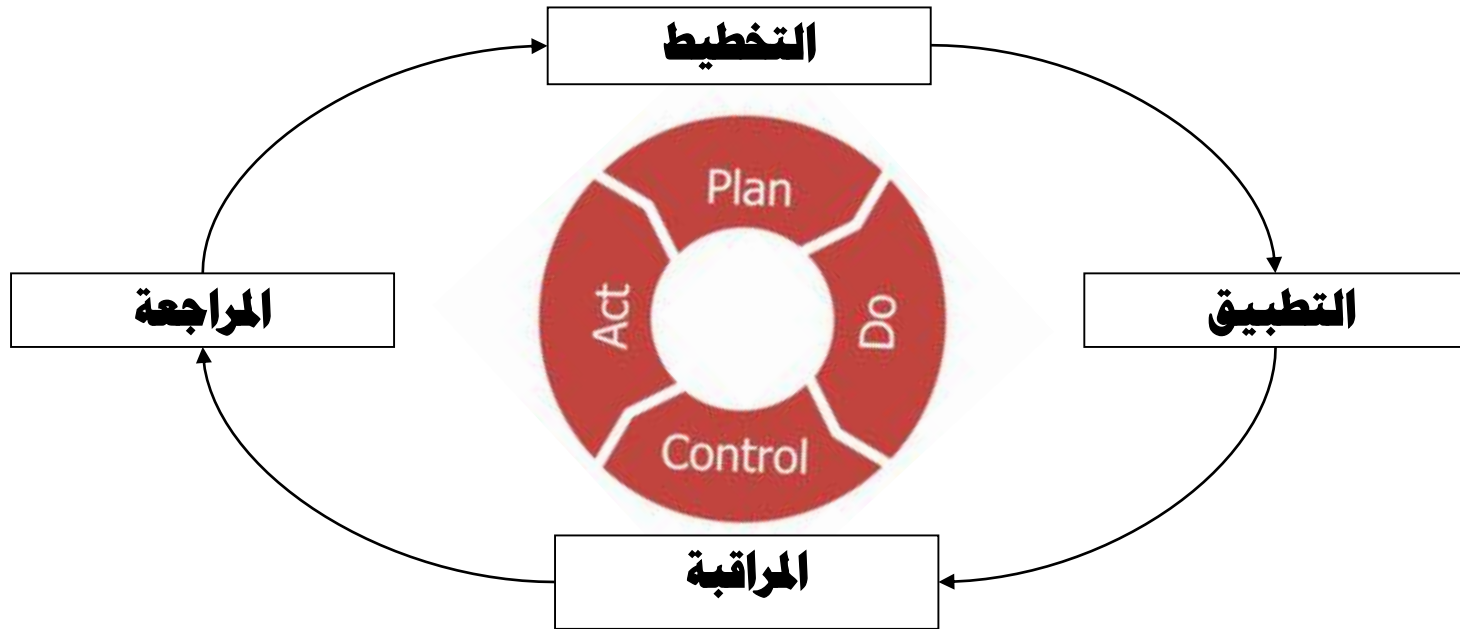 التخطيط
Plan
المراجعة
Act
Do
التطبيق
Control
المراقبة